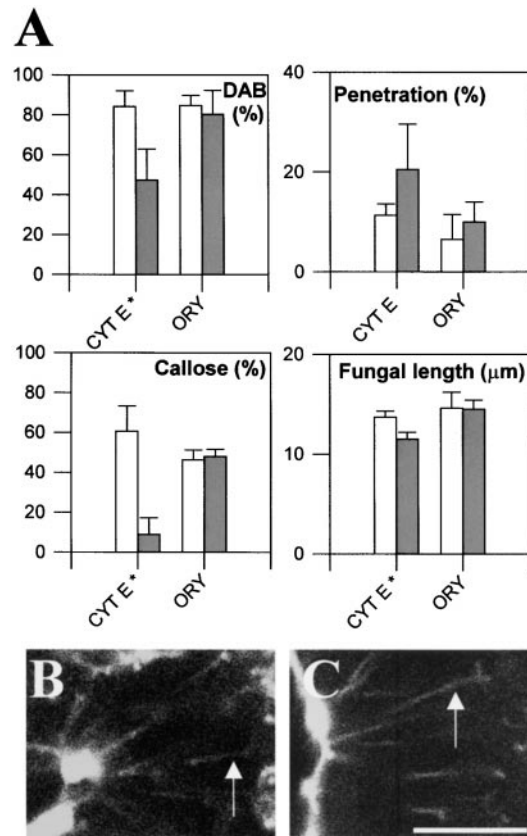 A
100
80
60
40
20
0
DAB
(%)
CYT E *
ORY
40
20
0
Penetration (%)
CYT E
ORY
100
80
60
40
20
0
Callose (%)
CYT E *
ORY
20
10
0
Fungal length (μm)
CYT E *
ORY
B
C